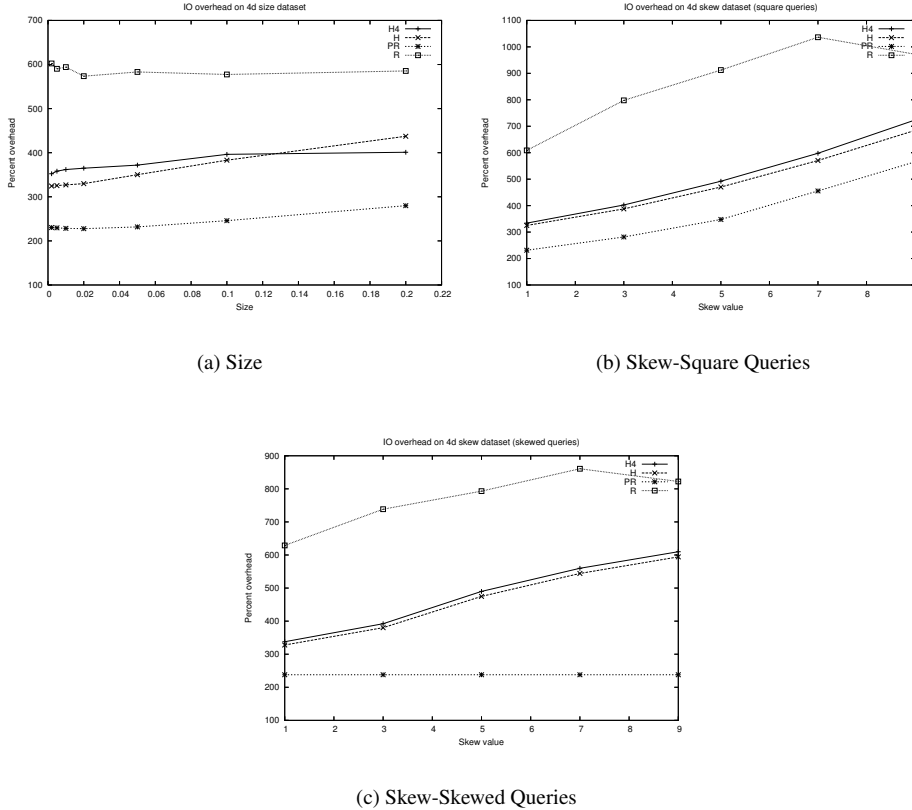 IO overhead on 4d size dataset
700
600
500
400
300
200
100
Percent overhead
0 0.02 0.04 0.06 0.08 0.1 0.12 0.14 0.16 0.18 0.2 0.22
Size
H4
H
PR
R
(a) Size
IO overhead on 4d skew dataset (square queries)
1100
1000
900
800
700
600
500
400
300
200
100
Percent overhead
1 2 3 4 5 6 7 8
Skew value
H4
H
PR
R
(b) Skew-Square Queries
IO overhead on 4d skew dataset (skewed queries)
900
800
700
600
500
400
300
200
100
Percent overhead
1 2 3 4 5 6 7 8 9
Skew value
H4
H
PR
R
(c) Skew-Skewed Queries